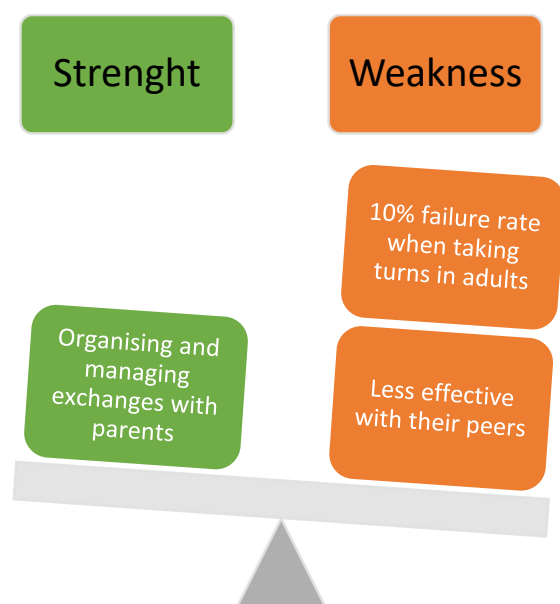 Strenght
Weakness
10% failure rate
when taking
turns in adults
Organising and
managing
exchanges with
parents
Less effective
with their peers